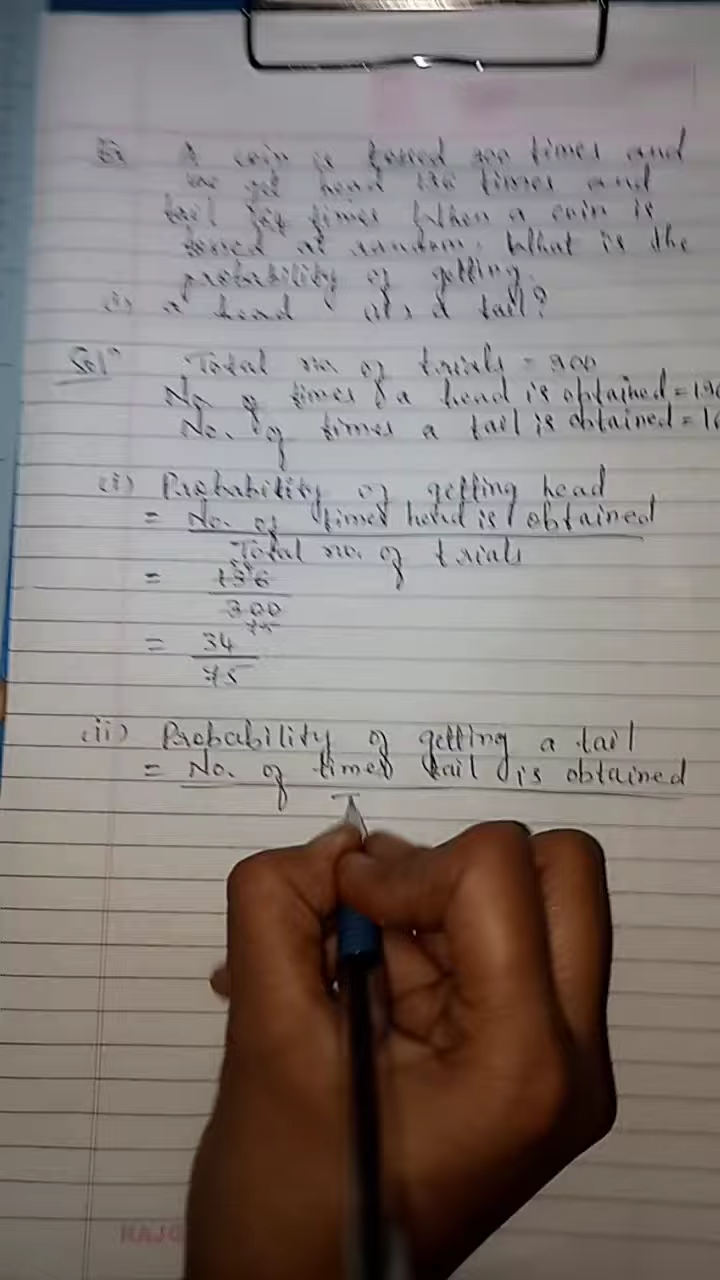 A coin is tossed 300 times and
we get head 136 times and
tail 164 times When a coin is
tossed at random. What is the
probability of getting
(i) a head (ii) a tail?
Solⁿ Total no. of trials = 300
No. of times a head is obtained = 136
No. of times a tail is obtained = 16
(i) Probability of getting head
= No. of times head is obtained
Total no. of trials
= 136
300
75
= 34
75
(ii) Probability of getting a tail
= No. of times tail is obtained
T